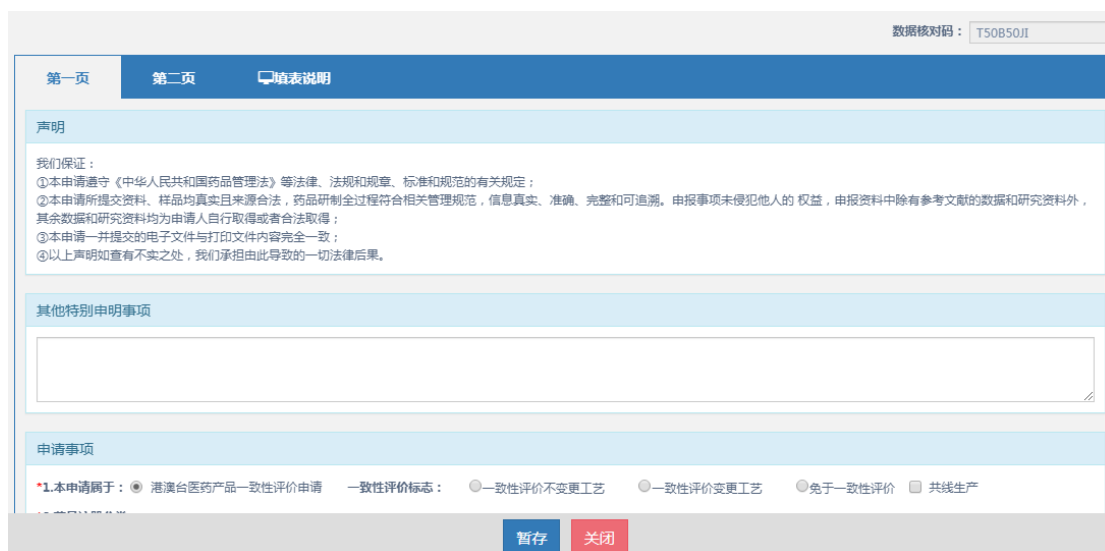 数据核对码： T50B50JI
第一页 第二页 填表说明
声明
我们保证：
①本申请遵守《中华人民共和国药品管理法》等法律、法规和规章、标准和规范的有关规定；
②本申请所提交资料、样品均真实且来源合法，药品研制全过程符合相关管理规范，信息真实、准确、完整和可追溯。申报事项未侵犯他人的 权益，申报资料中除有参考文献的数据和研究资料外，
其余数据和研究资料均为申请人自行取得或者合法取得；
③本申请一并提交的电子文件与打印文件内容完全一致；
④以上声明如查有不实之处，我们承担由此导致的一切法律后果。
其他特别申明事项
申请事项
*1.本申请属于： 港澳台医药产品一致性评价申请 一致性评价标志： 一致性评价不变更工艺 一致性评价变更工艺 免于一致性评价 共线生产
暂存 关闭